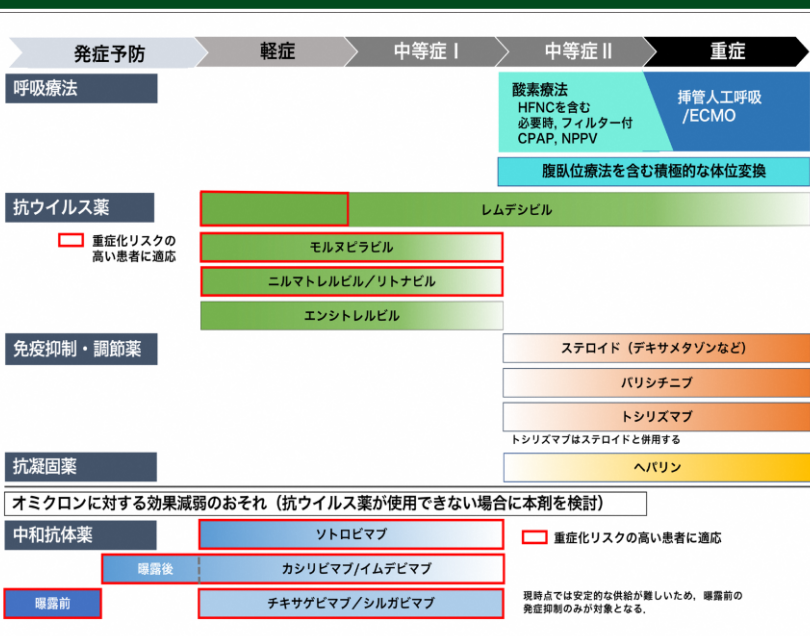 発症予防
軽症
中等症Ⅰ
中等症Ⅱ
重症
呼吸療法
酸素療法
HFNCを含む
必要時, フィルター付
CPAP, NPPV
挿管人工呼吸
/ECMO
腹臥位療法を含む積極的な体位変換
抗ウイルス薬
レムデシビル
重症化リスクの
高い患者に適応
モルヌピラビル
ニルマトレルビル／リトナビル
エンシトレルビル
免疫抑制・調節薬
ステロイド（デキサメタゾンなど）
バリシチニブ
トシリズマブ
トシリズマブはステロイドと併用する
抗凝固薬
ヘパリン
オミクロンに対する効果減弱のおそれ（抗ウイルス薬が使用できない場合に本剤を検討）
中和抗体薬
ソトロビマブ
重症化リスクの高い患者に適応
曝露後
カシリビマブ/イムデビマブ
曝露前
チキサゲビマブ／シルガビマブ
現時点では安定的な供給が難しいため，曝露前の
発症抑制のみが対象となる．